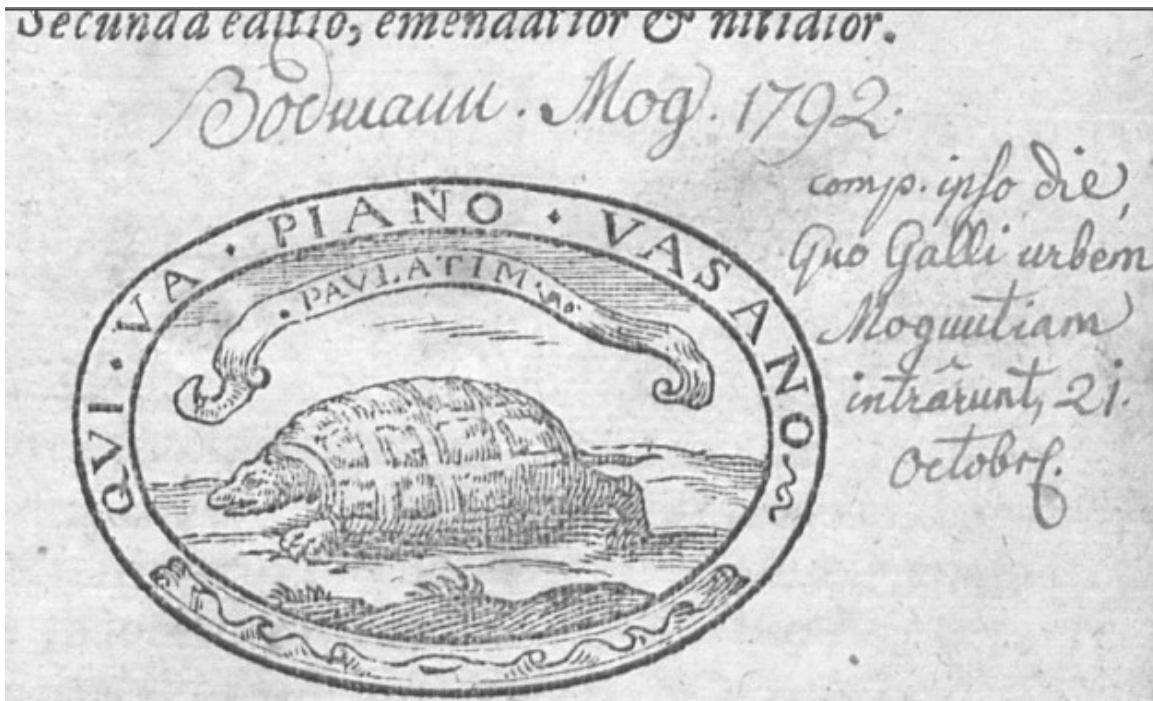 Secunda editio, emendatior & nitidior.
Bodmann. Mog. 1792.
comp. ipso die,
Quo Galli urbem
Moguntiam
intrârunt, 21.
Octobr.
QVI · VA · PIANO · VA SANO
· PAVLATIM ·